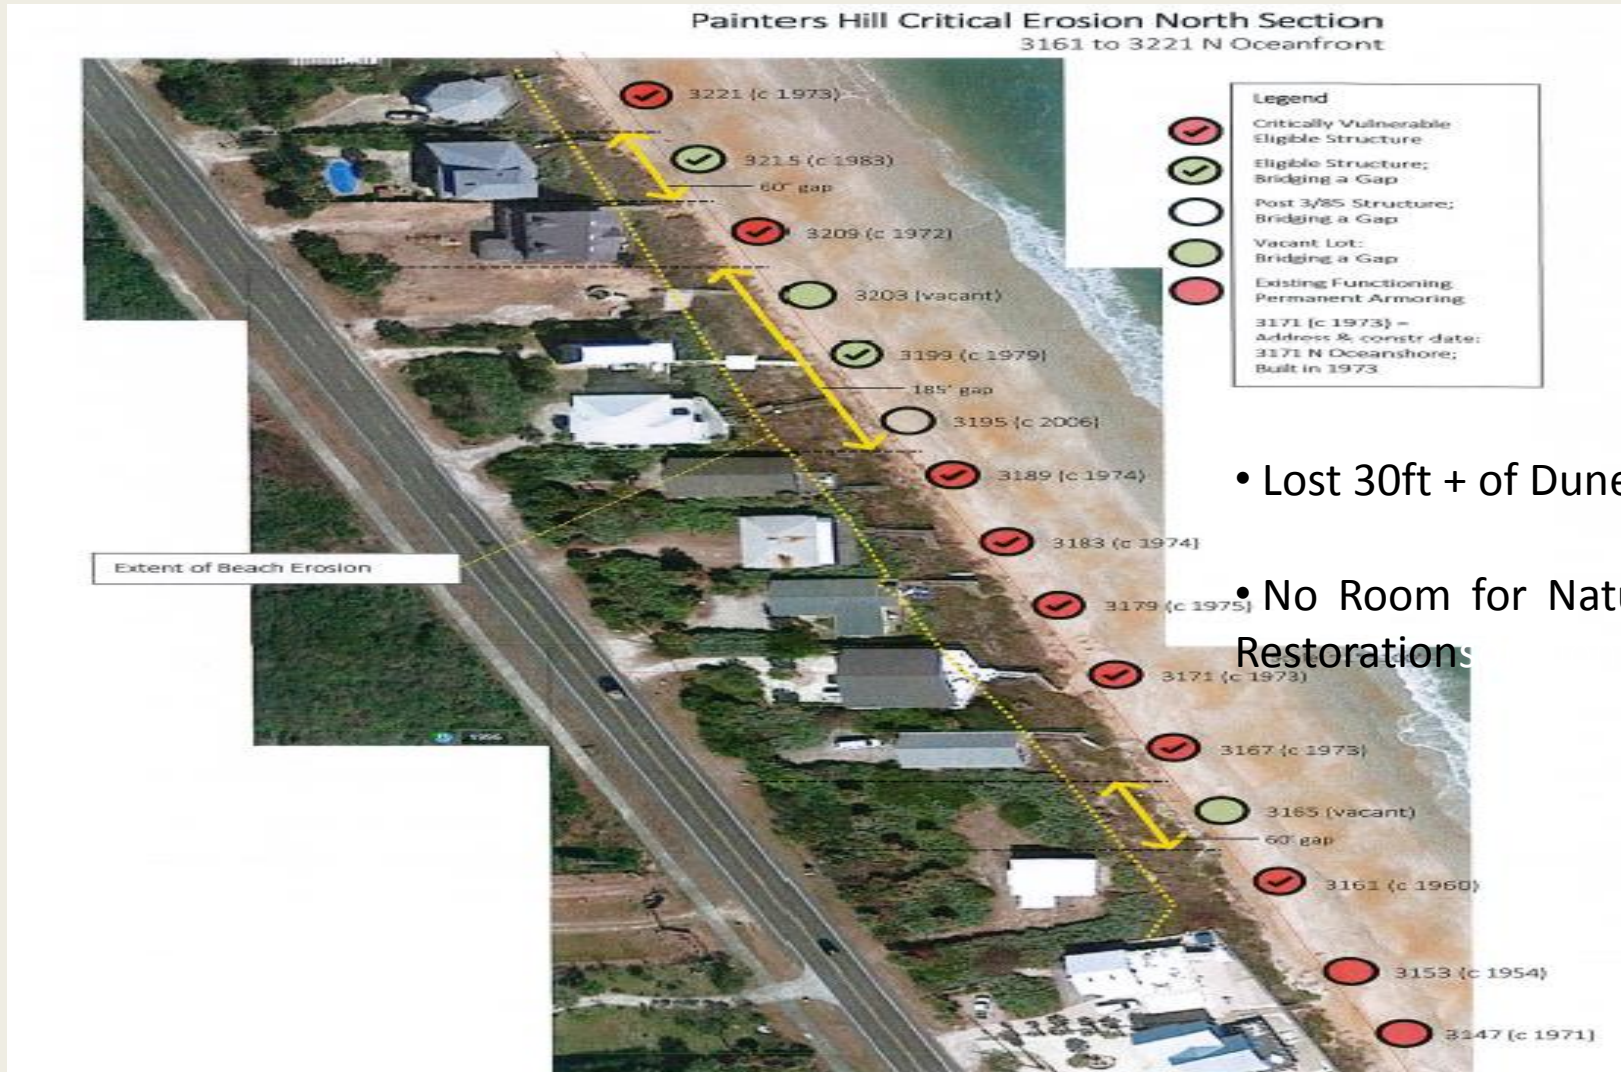 Painters Hill Critical Erosion North Section
3161 to 3221 N Oceanfront
Legend
Critically Vulnerable
Eligible Structure
Eligible Structure;
Bridging a Gap
Post 3/85 Structure;
Bridging a Gap
Vacant Lot:
Bridging a Gap
Existing Functioning
Permanent Armoring
3171 (c 1973) =
Address & constr date:
3171 N Oceanshore;
Built in 1973
3221 (c 1973)
3215 (c 1983)
60' gap
3209 (c 1972)
3203 (vacant)
3199 (c 1979)
185' gap
3195 (c 2006)
3189 (c 1974)
3183 (c 1974)
3179 (c 1975)
3171 (c 1973)
3167 (c 1973)
3165 (vacant)
60' gap
3161 (c 1960)
3153 (c 1954)
3147 (c 1971)
Extent of Beach Erosion
• Lost 30ft + of Dune
• No Room for Natu
Restorations